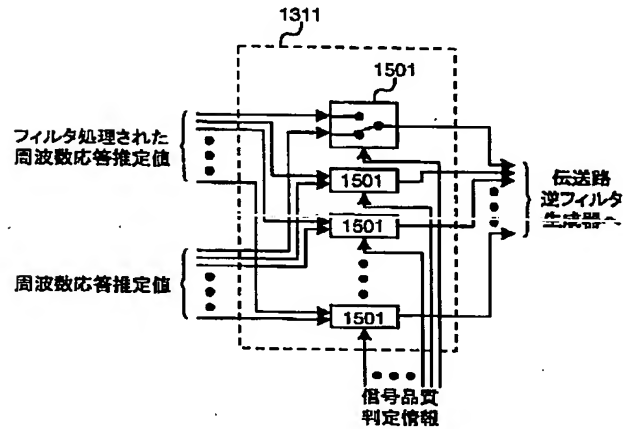 1311
1501
フィルタ処理された
周波数応答推定値
1501
伝送路
逆フィルタ
生成器へ
1501
周波数応答推定値
1501
信号品質
判定情報